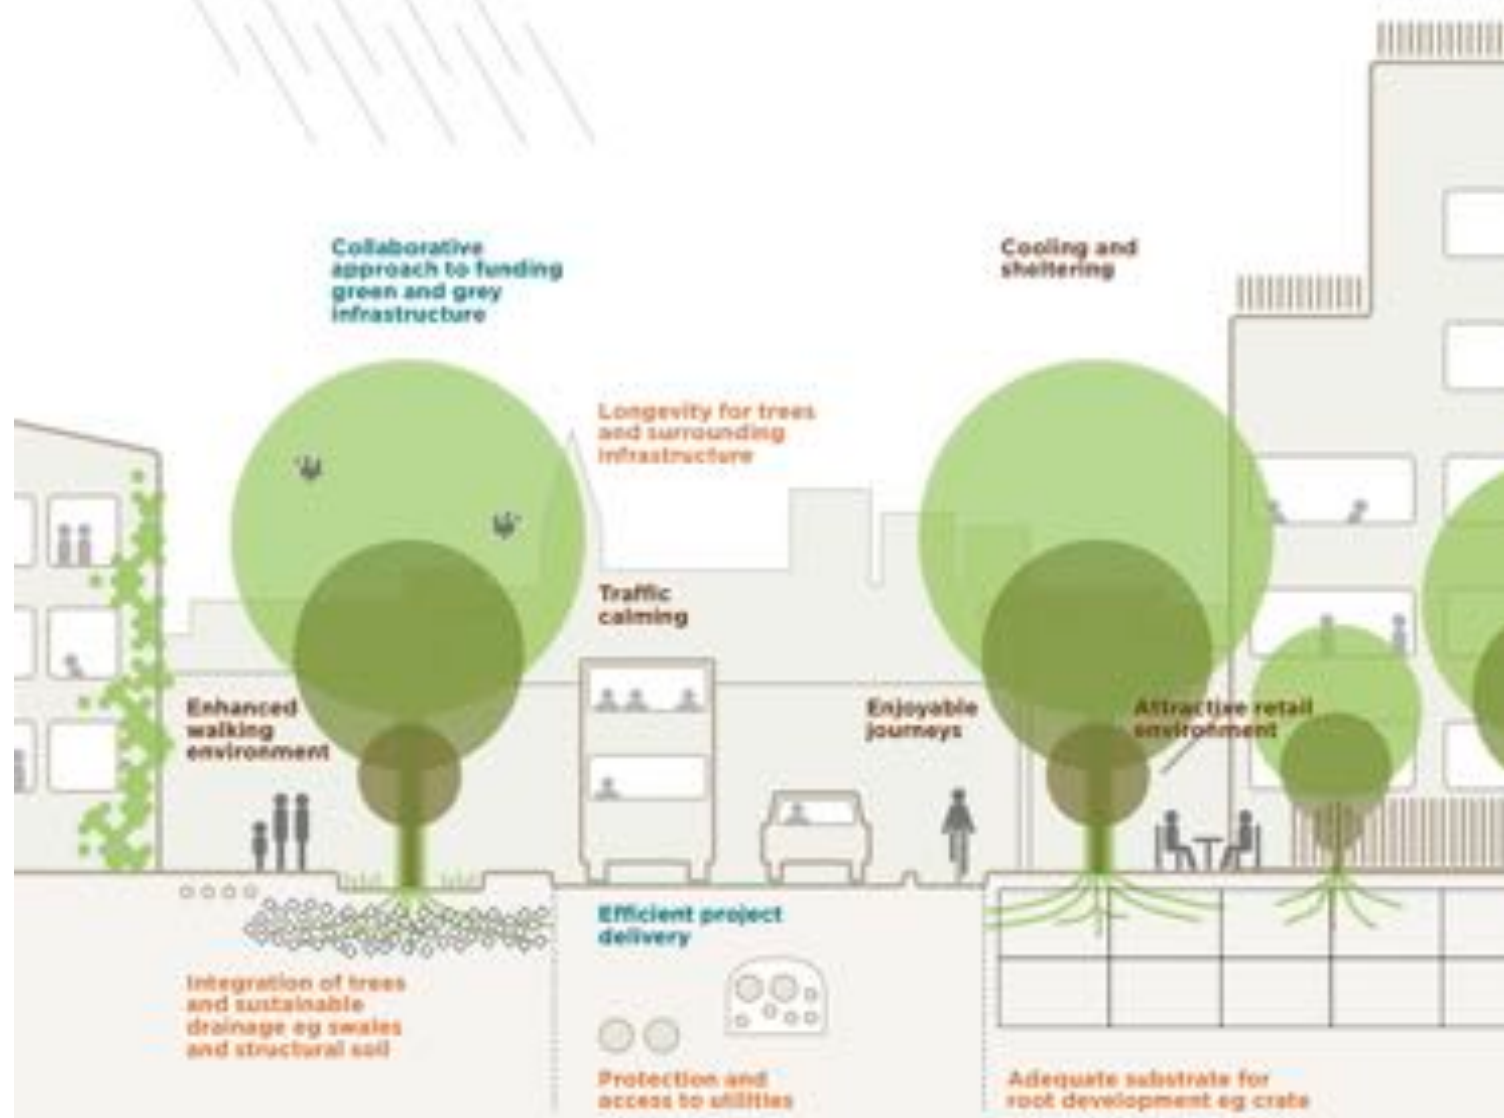 Collaborative
approach to funding
green and grey
infrastructure
Cooling and
sheltering
Longevity for trees
and surrounding
infrastructure
Traffic
calming
Enhanced
walking
environment
Enjoyable
journeys
Attractive retail
environment
Efficient project
delivery
Integration of trees
and sustainable
drainage eg swales
and structural soil
Protection and
access to utilities
Adequate substrate for
root development eg crate